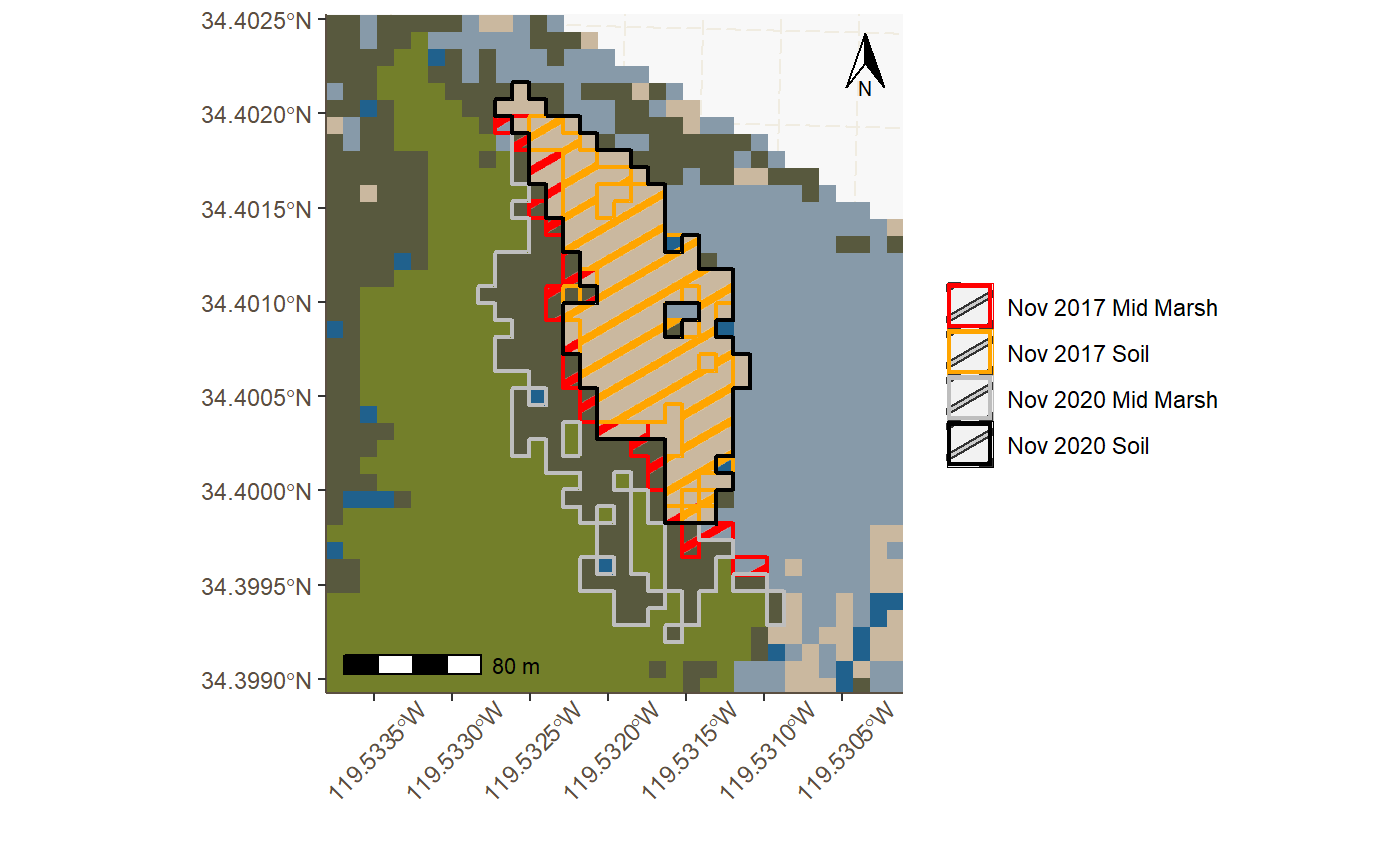 34.4025°N
34.4020°N
34.4015°N
34.4010°N
34.4005°N
34.4000°N
34.3995°N
34.3990°N
N
80 m
119.5335°W
119.5330°W
119.5325°W
119.5320°W
119.5315°W
119.5310°W
119.5305°W
Nov 2017 Mid Marsh
Nov 2017 Soil
Nov 2020 Mid Marsh
Nov 2020 Soil